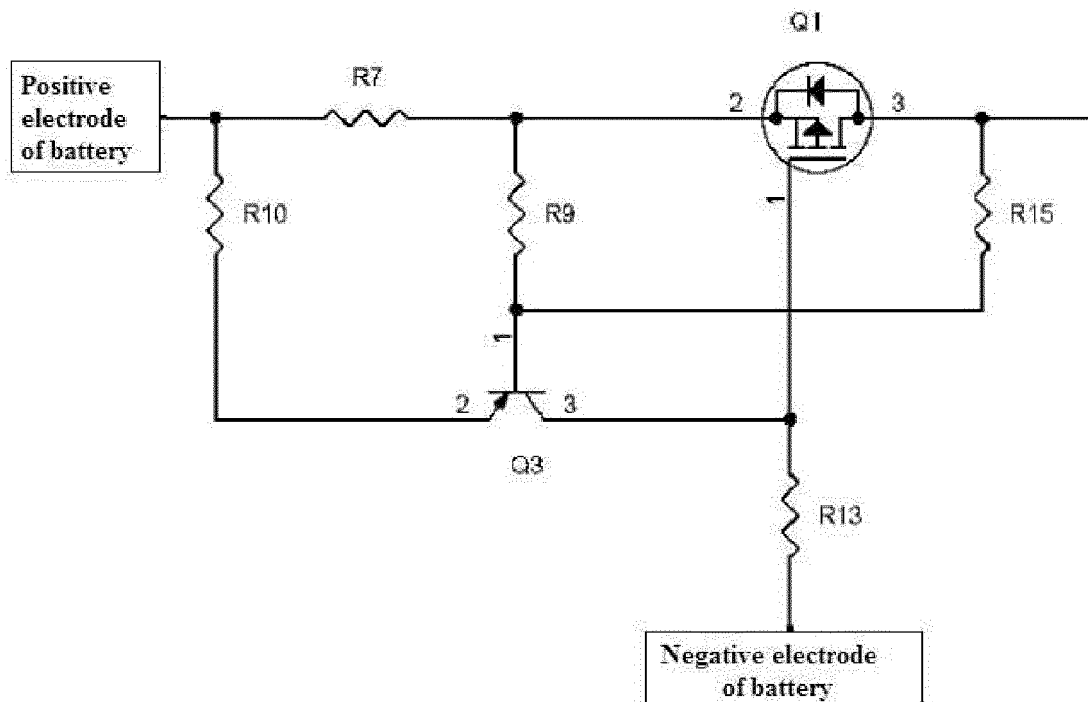 Q1
Positive
electrode
of battery
R7
2
3
R10
R9
1
R15
1
2
3
Q3
R13
Negative electrode
of battery